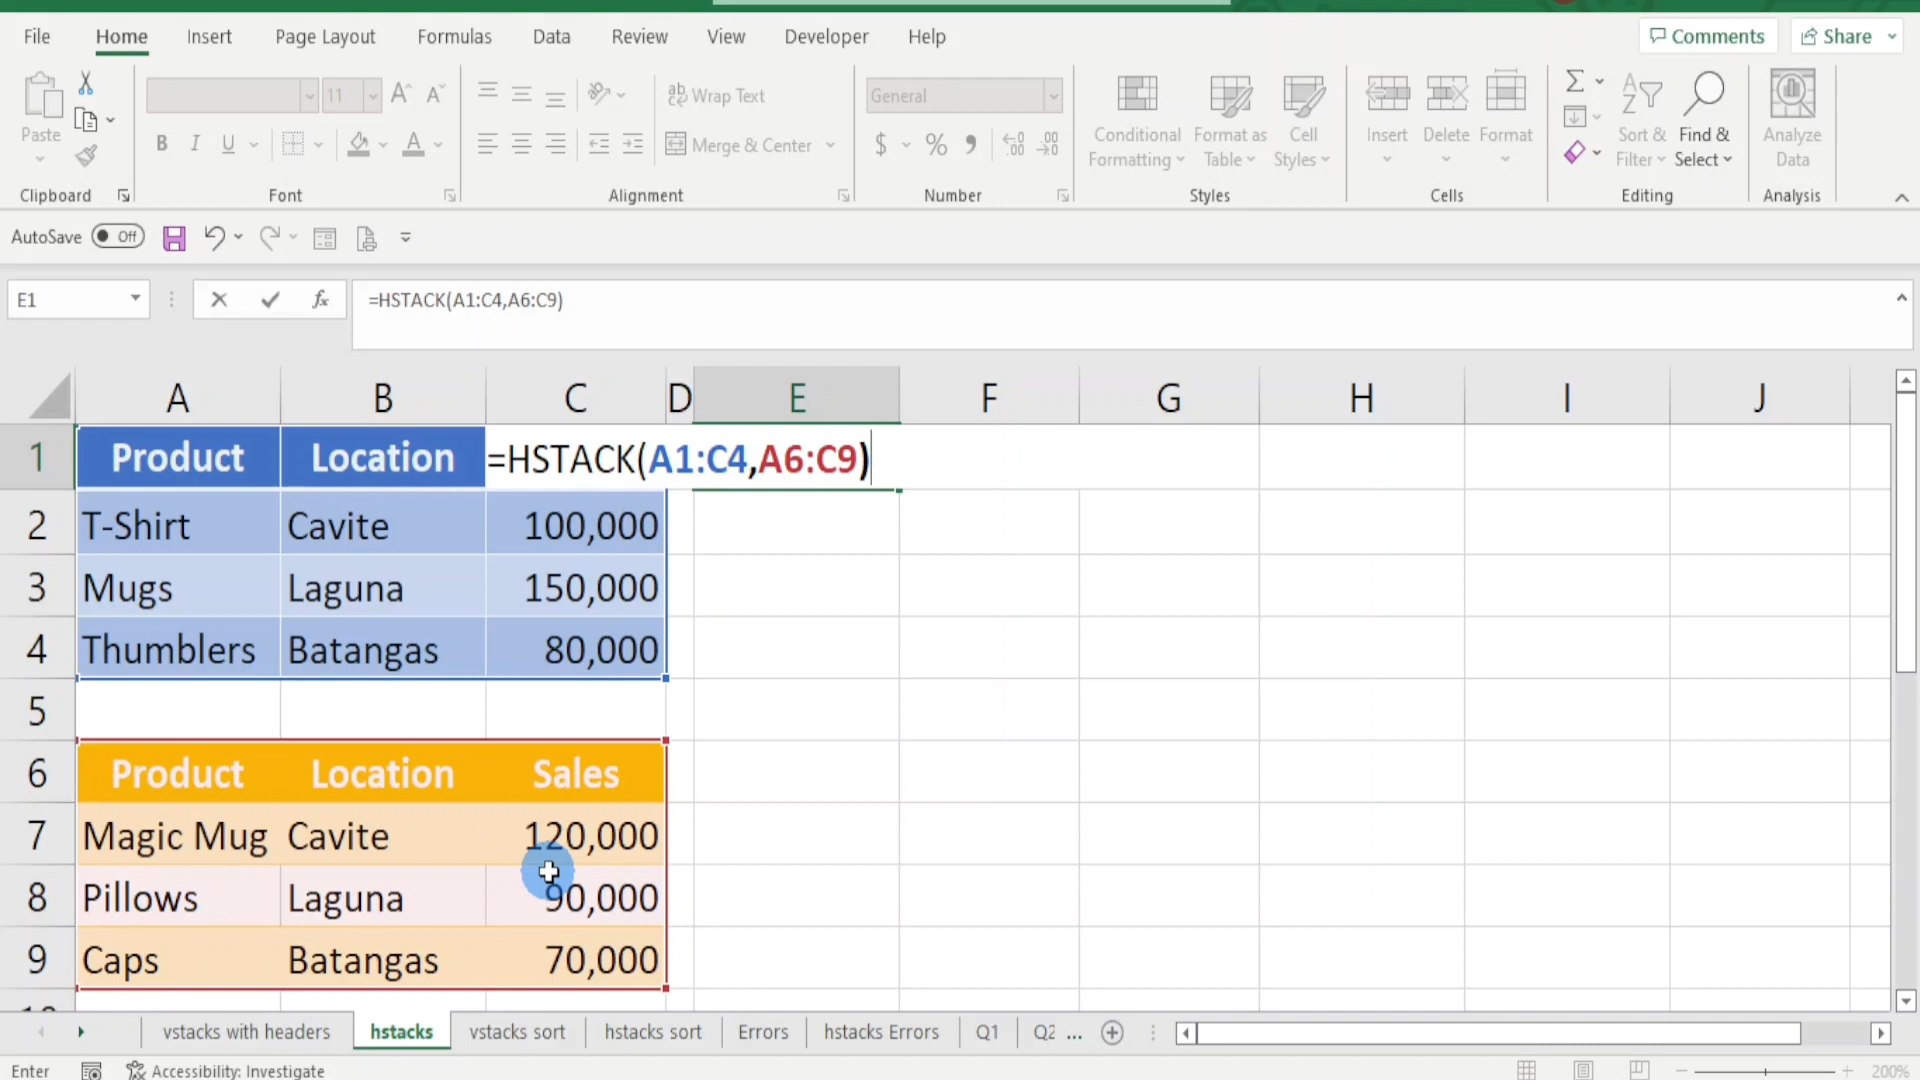 File Home Insert Page Layout Formulas Data Review View Developer Help Comments Share
Paste
11
B I U
Wrap Text
Merge & Center
General
$ %
Conditional Formatting
Format as Table
Cell Styles
Insert
Delete
Format
Sort & Filter
Find & Select
Analyze Data
Clipboard Font Alignment Number Styles Cells Editing Analysis
AutoSave Off
E1 fx =HSTACK(A1:C4,A6:C9)
A B C D E F G H I J
1 Product Location =HSTACK(A1:C4,A6:C9)
2 T-Shirt Cavite 100,000
3 Mugs Laguna 150,000
4 Thumblers Batangas 80,000
5
6 Product Location Sales
7 Magic Mug Cavite 120,000
8 Pillows Laguna 90,000
9 Caps Batangas 70,000
vstacks with headers hstacks vstacks sort hstacks sort Errors hstacks Errors Q1 Q2 ...
Enter Accessibility: Investigate 200%